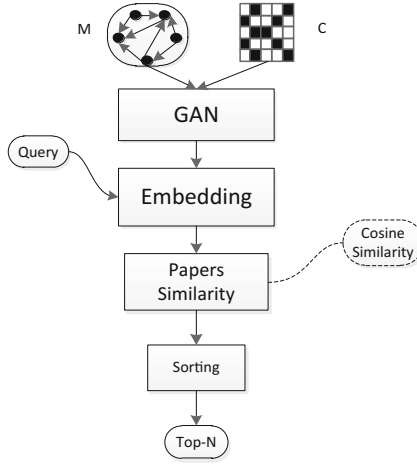 M
C
GAN
Query
Embedding
Cosine
Similarity
Papers
Similarity
Sorting
Top-N